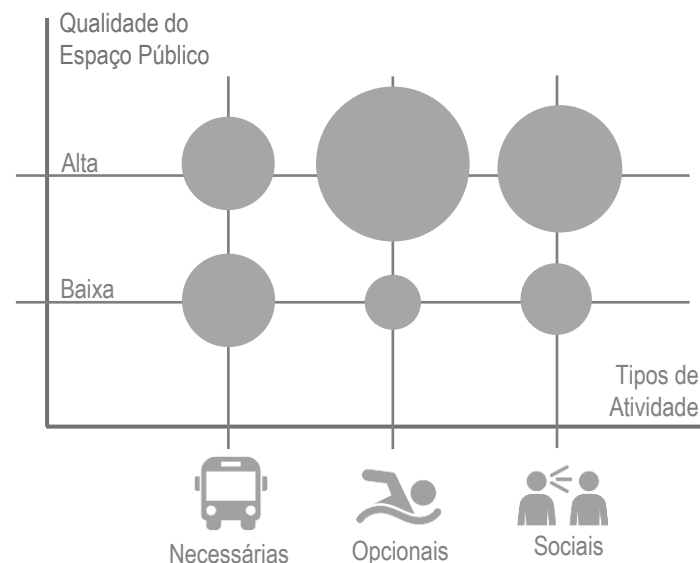 Qualidade do
Espaço Público
Alta
Baixa
Tipos de
Atividade
Necessárias
Opcionais
Sociais